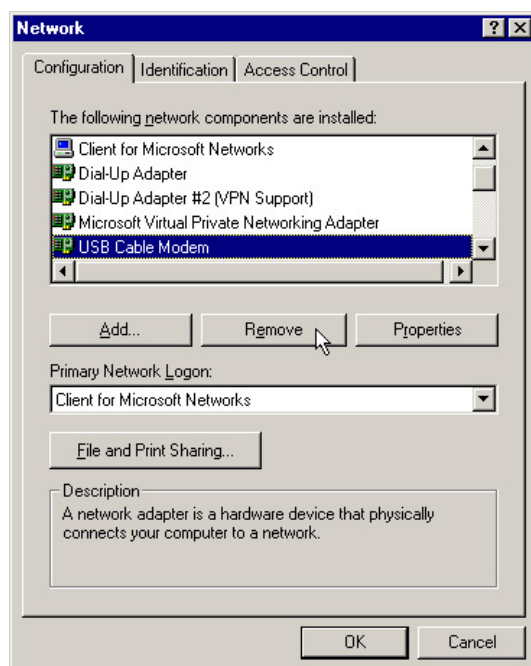 Network
Configuration Identification Access Control
The following network components are installed:
Client for Microsoft Networks
Dial-Up Adapter
Dial-Up Adapter #2 (VPN Support)
Microsoft Virtual Private Networking Adapter
USB Cable Modem
Add... Remove Properties
Primary Network Logon:
Client for Microsoft Networks
File and Print Sharing...
Description
A network adapter is a hardware device that physically
connects your computer to a network.
OK Cancel